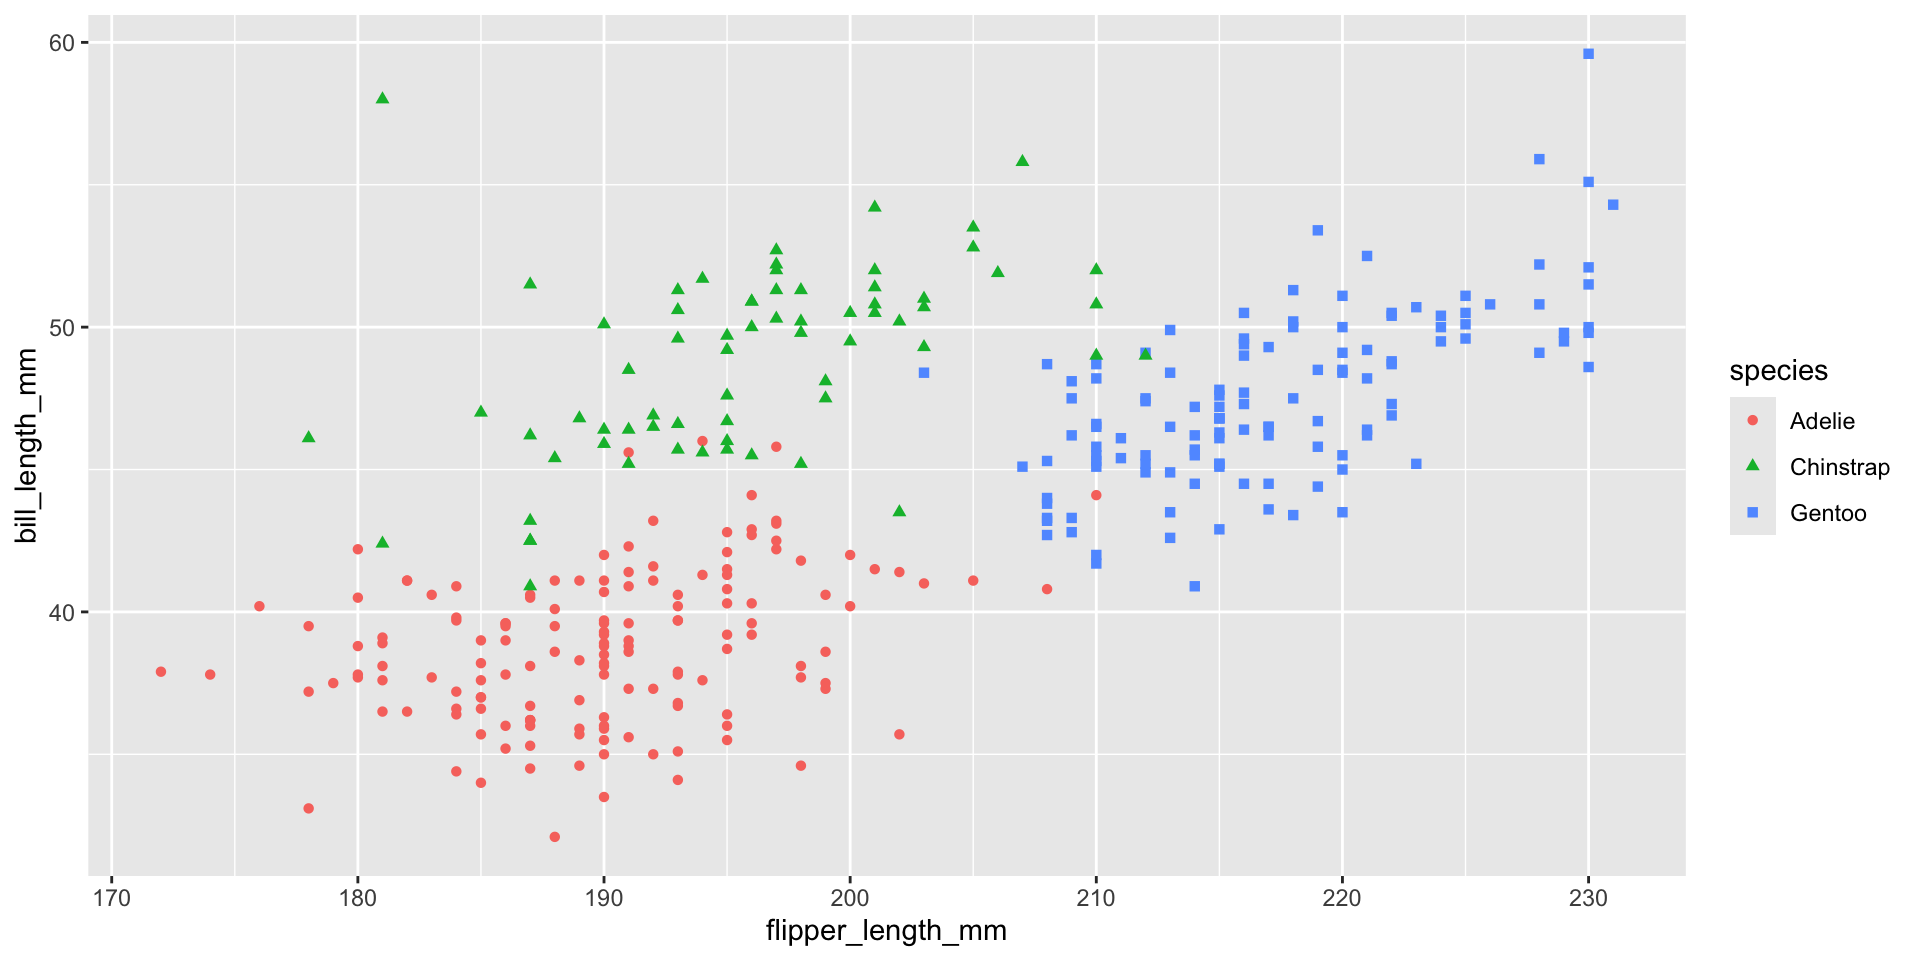 60
50
40
bill_length_mm
170 180 190 200 210 220 230
flipper_length_mm
species
Adelie
Chinstrap
Gentoo